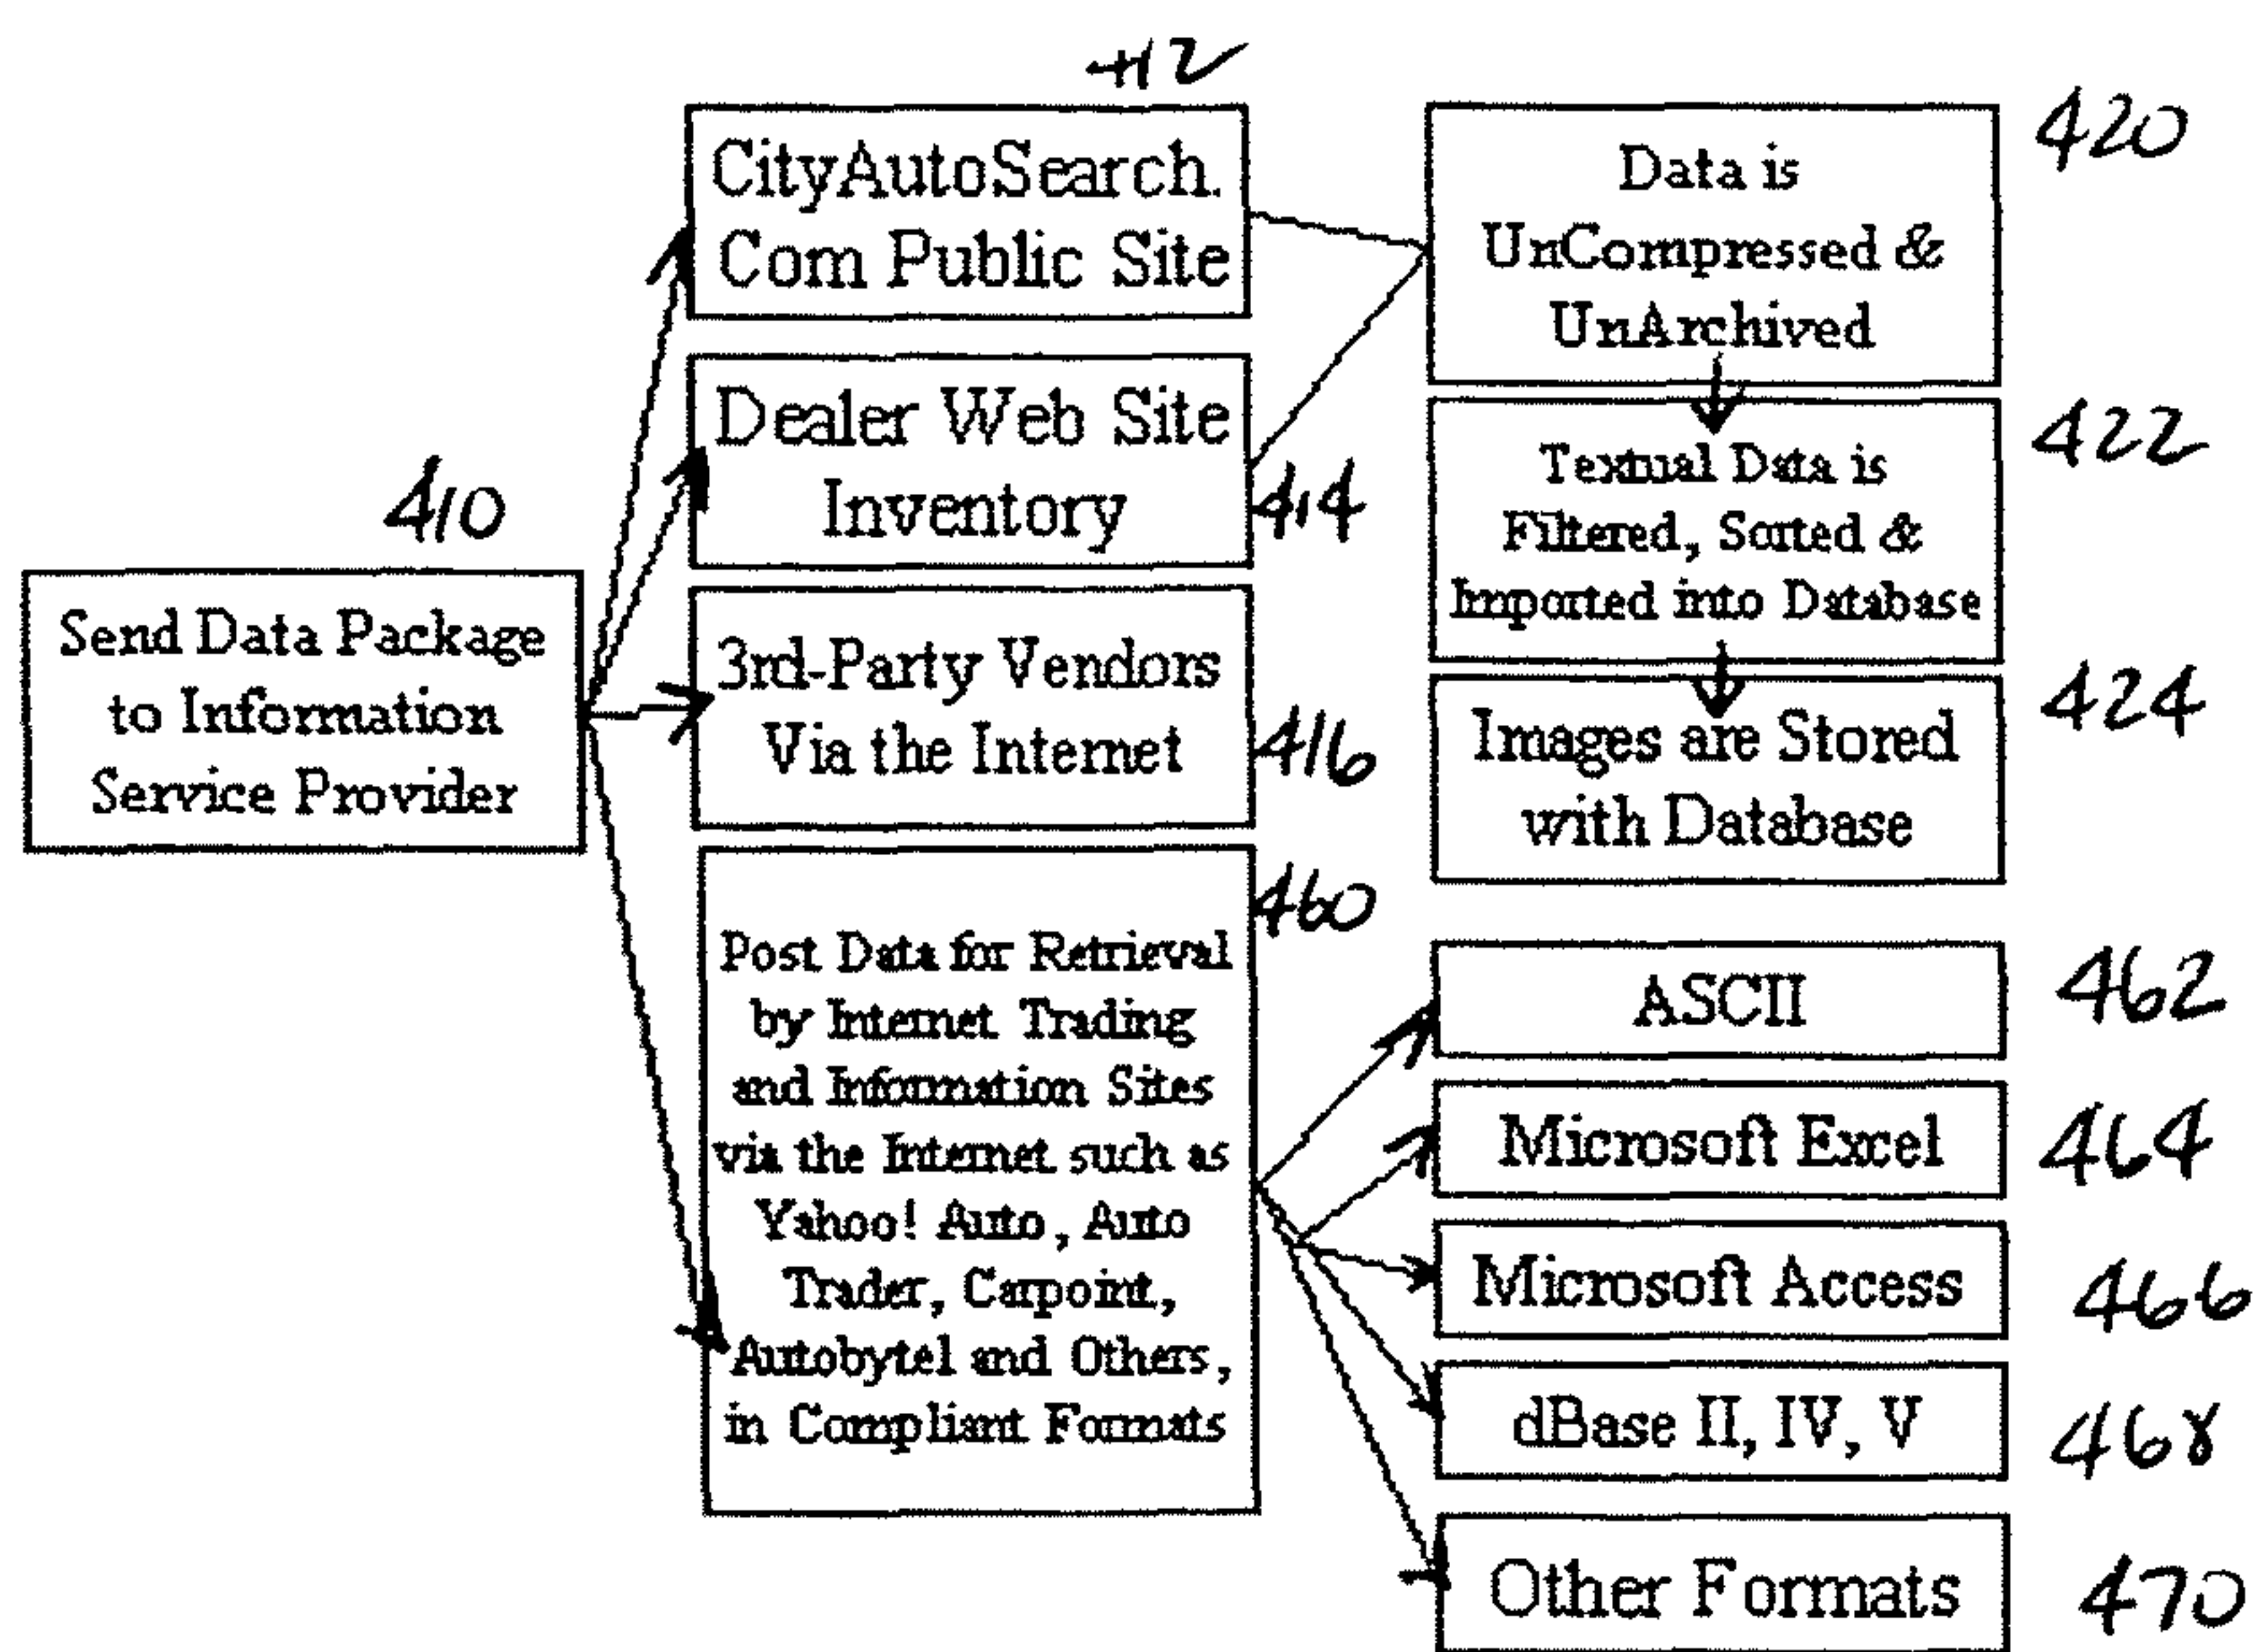 412
CityAutoSearch.
Com Public Site
Data is
UnCompressed &
UnArchived
420
Dealer Web Site
Inventory
414
Textual Data is
Filtered, Sorted &
Imported into Database
422
410
Send Data Package
to Information
Service Provider
3rd-Party Vendors
Via the Internet
416
Images are Stored
with Database
424
460
Post Data for Retrieval
by Internet Trading
and Information Sites
via the Internet such as
Yahoo! Auto, Auto
Trader, Carpoint,
Autobytel and Others,
in Compliant Formats
ASCII
462
Microsoft Excel
464
Microsoft Access
466
dBase II, IV, V
468
Other Formats
470